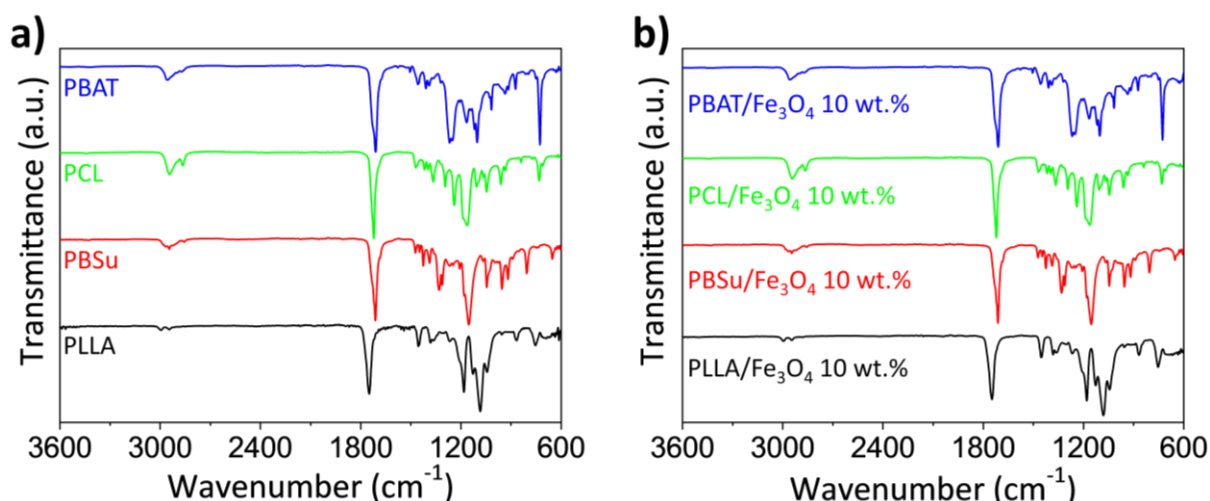 a)
PBAT
PCL
PBSu
PLLA
Transmittance (a.u.)
3600 3000 2400 1800 1200 600
Wavenumber (cm⁻¹)
b)
PBAT/Fe₃O₄ 10 wt.%
PCL/Fe₃O₄ 10 wt.%
PBSu/Fe₃O₄ 10 wt.%
PLLA/Fe₃O₄ 10 wt.%
Transmittance (a.u.)
3600 3000 2400 1800 1200 600
Wavenumber (cm⁻¹)